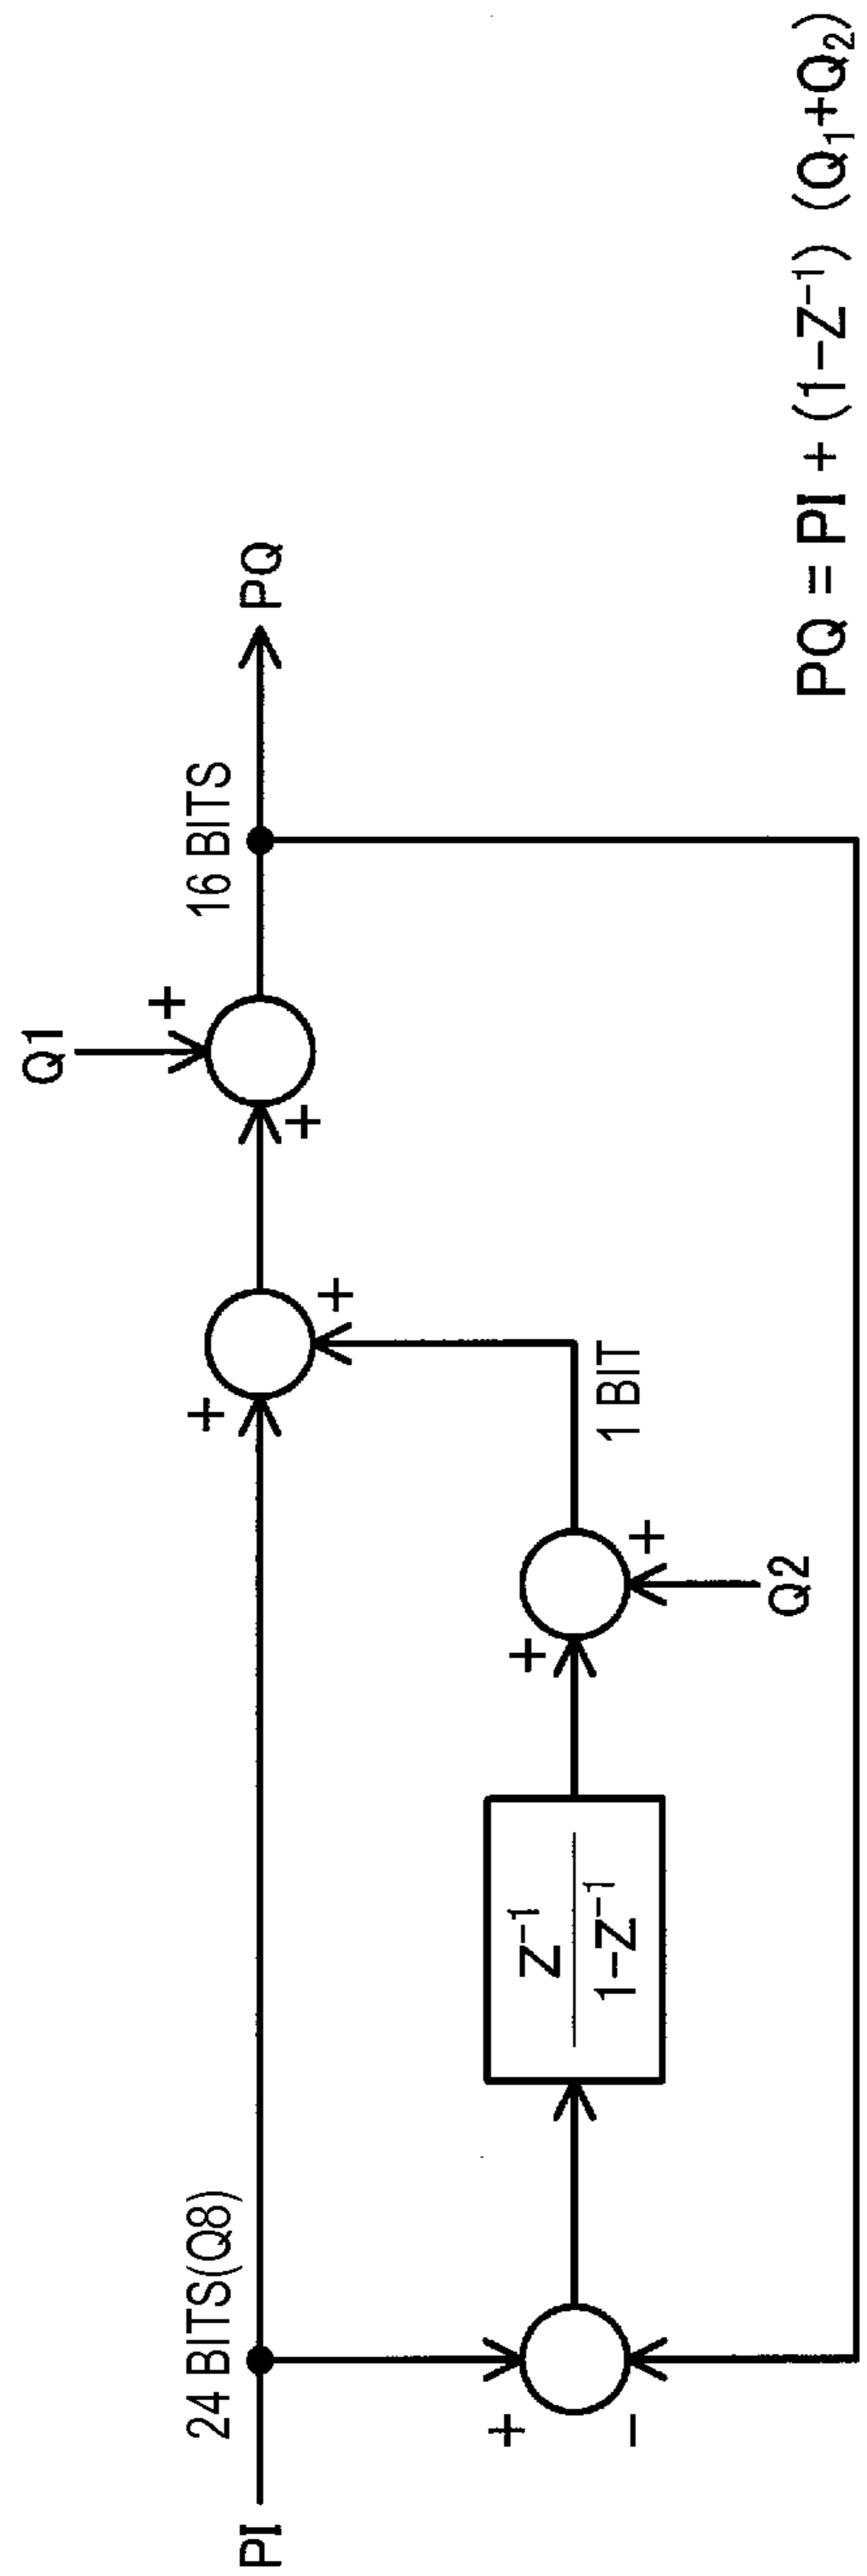 PI
24 BITS(Q8)
+
−
Z⁻¹
1−Z⁻¹
+
+
Q2
1 BIT
+
+
+
+
Q1
16 BITS
PQ
PQ = PI + (1−Z⁻¹) (Q₁+Q₂)